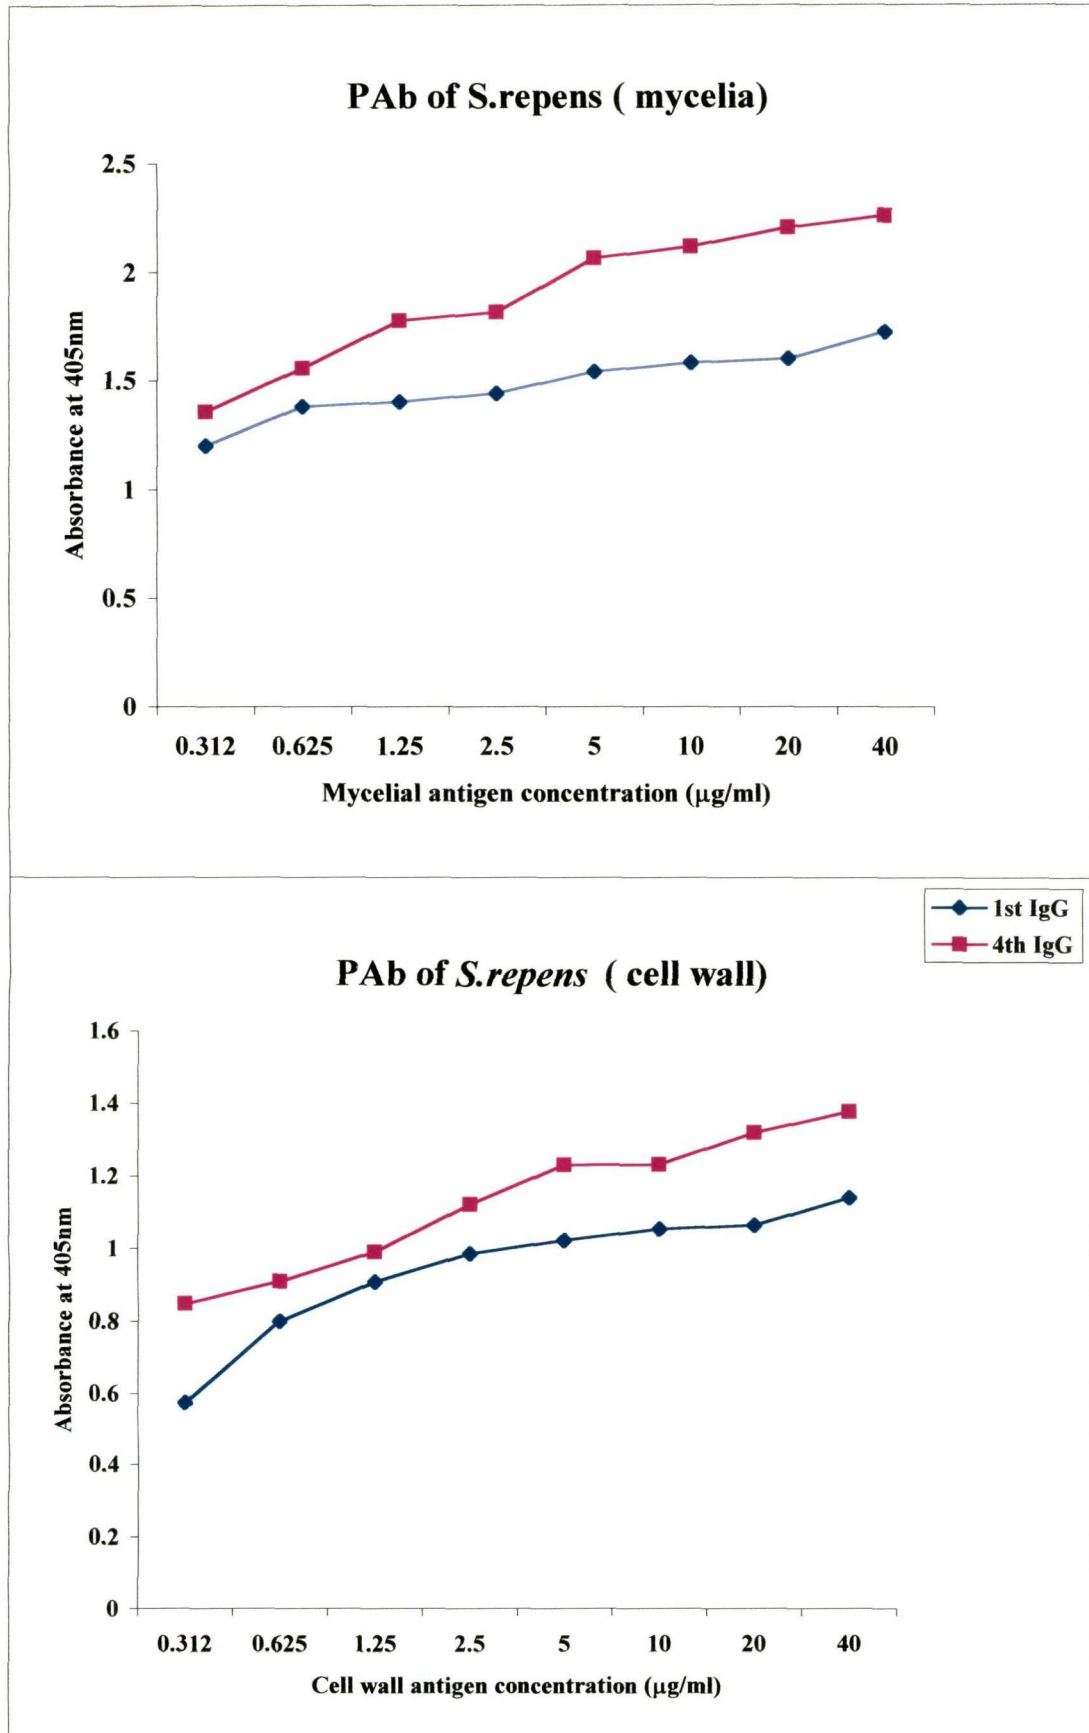 PAb of S.repens ( mycelia)
2.5
2
1.5
1
0.5
0
Absorbance at 405nm
0.312 0.625 1.25 2.5 5 10 20 40
Mycelial antigen concentration (μg/ml)
1st IgG
4th IgG
PAb of S.repens ( cell wall)
1.6
1.4
1.2
1
0.8
0.6
0.4
0.2
0
Absorbance at 405nm
0.312 0.625 1.25 2.5 5 10 20 40
Cell wall antigen concentration (μg/ml)